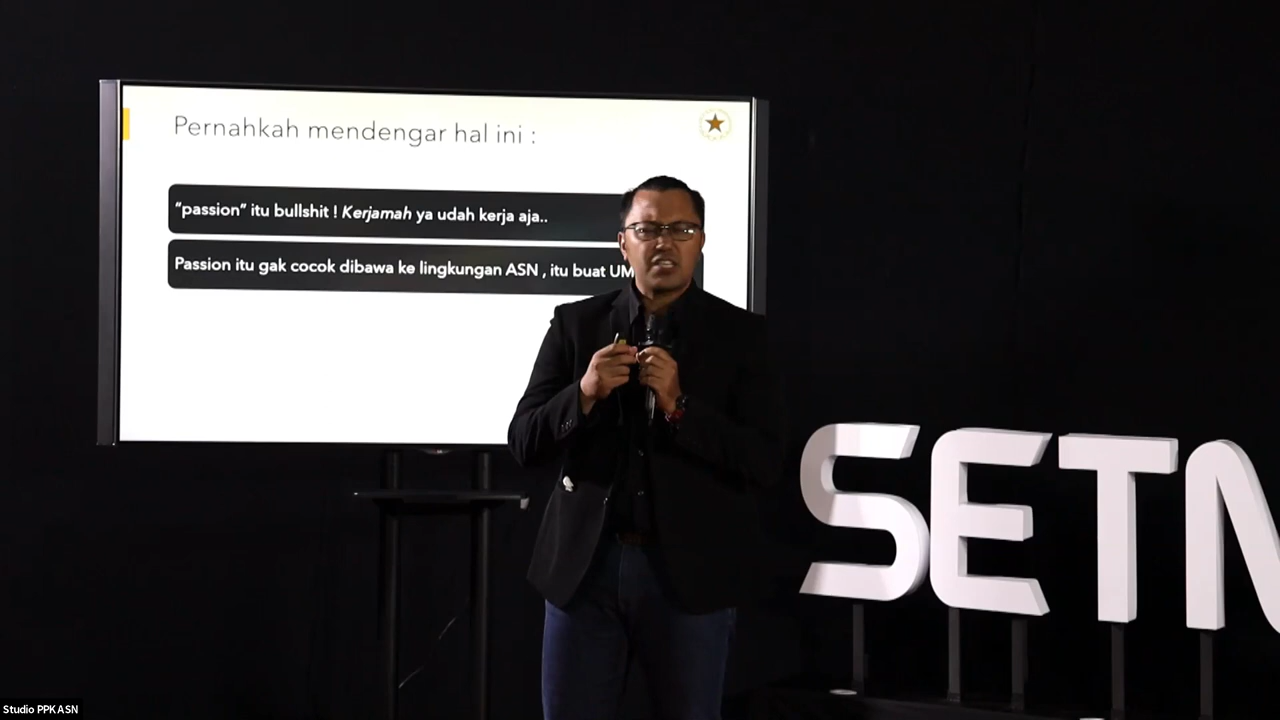 Pernahkah mendengar hal ini :
“passion” itu bullshit ! Kerjamah ya udah kerja aja..
Passion itu gak cocok dibawa ke lingkungan ASN , itu buat
SETN
Studio PPKASN